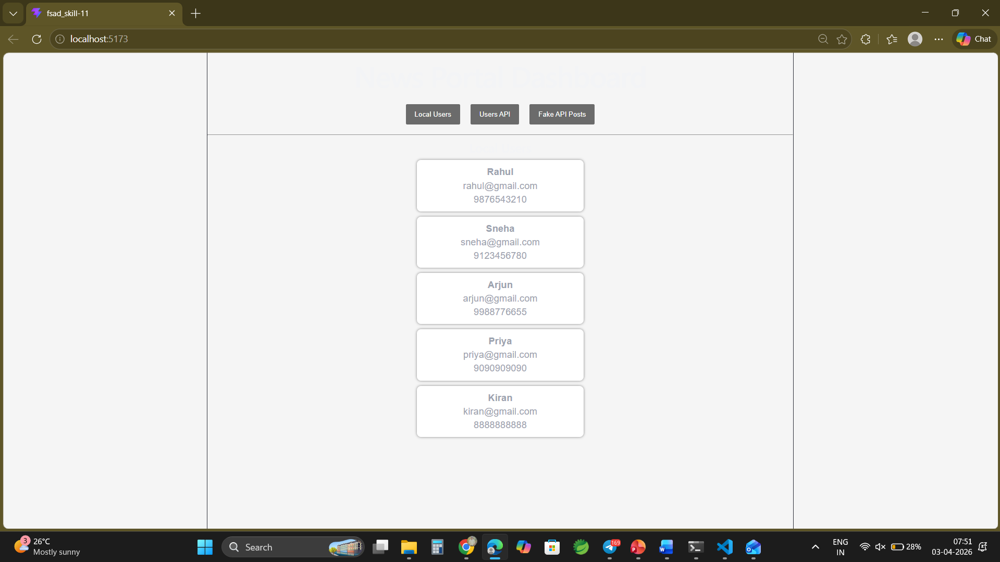 fsad_skill-11
localhost:5173
Chat
News Portal Dashboard
Local Users
Users API
Fake API Posts
Rahul
rahul@gmail.com
9876543210
Sneha
sneha@gmail.com
9123456780
Arjun
arjun@gmail.com
9988776655
Priya
priya@gmail.com
9090909090
Kiran
kiran@gmail.com
8888888888
3
26°C
Mostly sunny
Search
169
ENG
IN
28%
07:51
03-04-2026